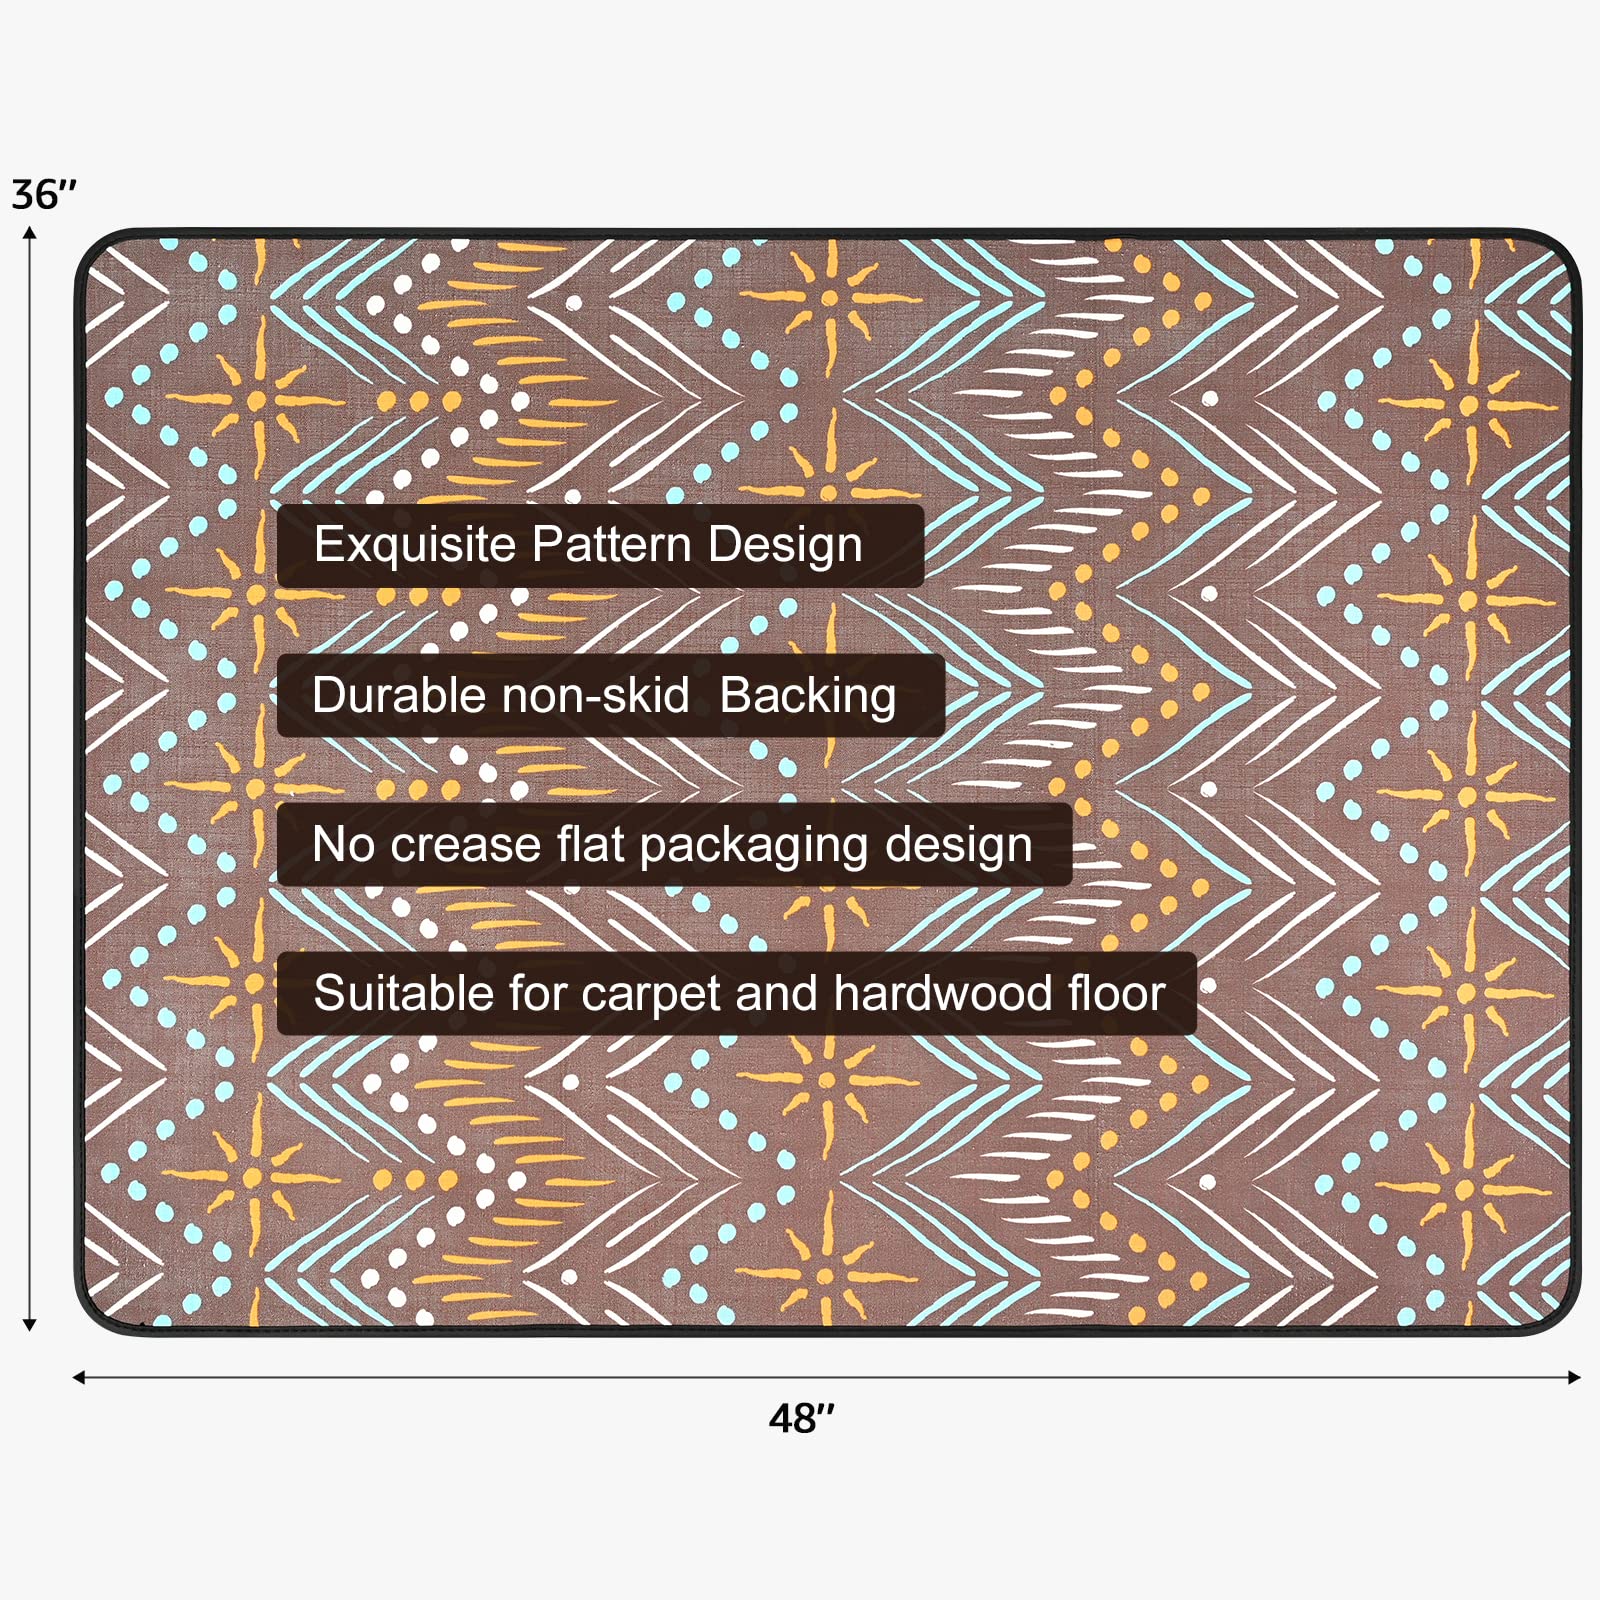 36″
Exquisite Pattern Design
Durable non-skid  Backing
No crease flat packaging design
Suitable for carpet and hardwood floor
48″